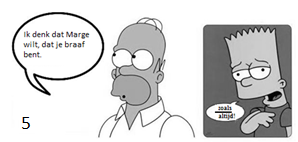 Ik denk dat Marge
wilt, dat je braaf
bent.
zoals
altijd!
5